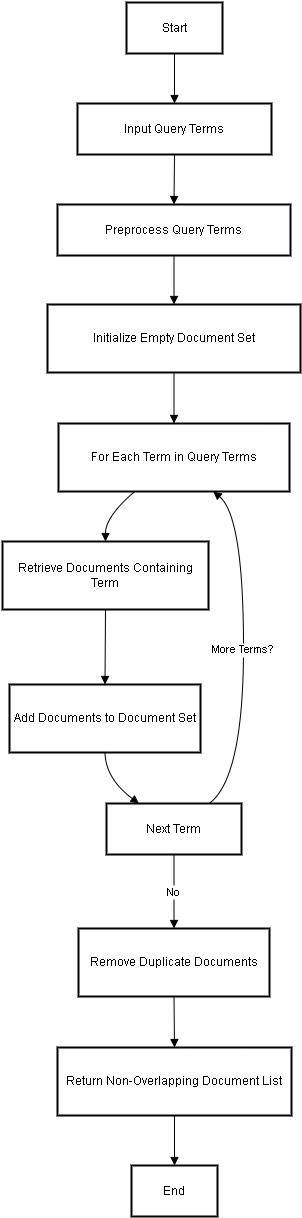 Start
Input Query Terms
Preprocess Query Terms
Initialize Empty Document Set
For Each Term in Query Terms
Retrieve Documents Containing
Term
More Terms?
Add Documents to Document Set
Next Term
No
Remove Duplicate Documents
Return Non-Overlapping Document List
End